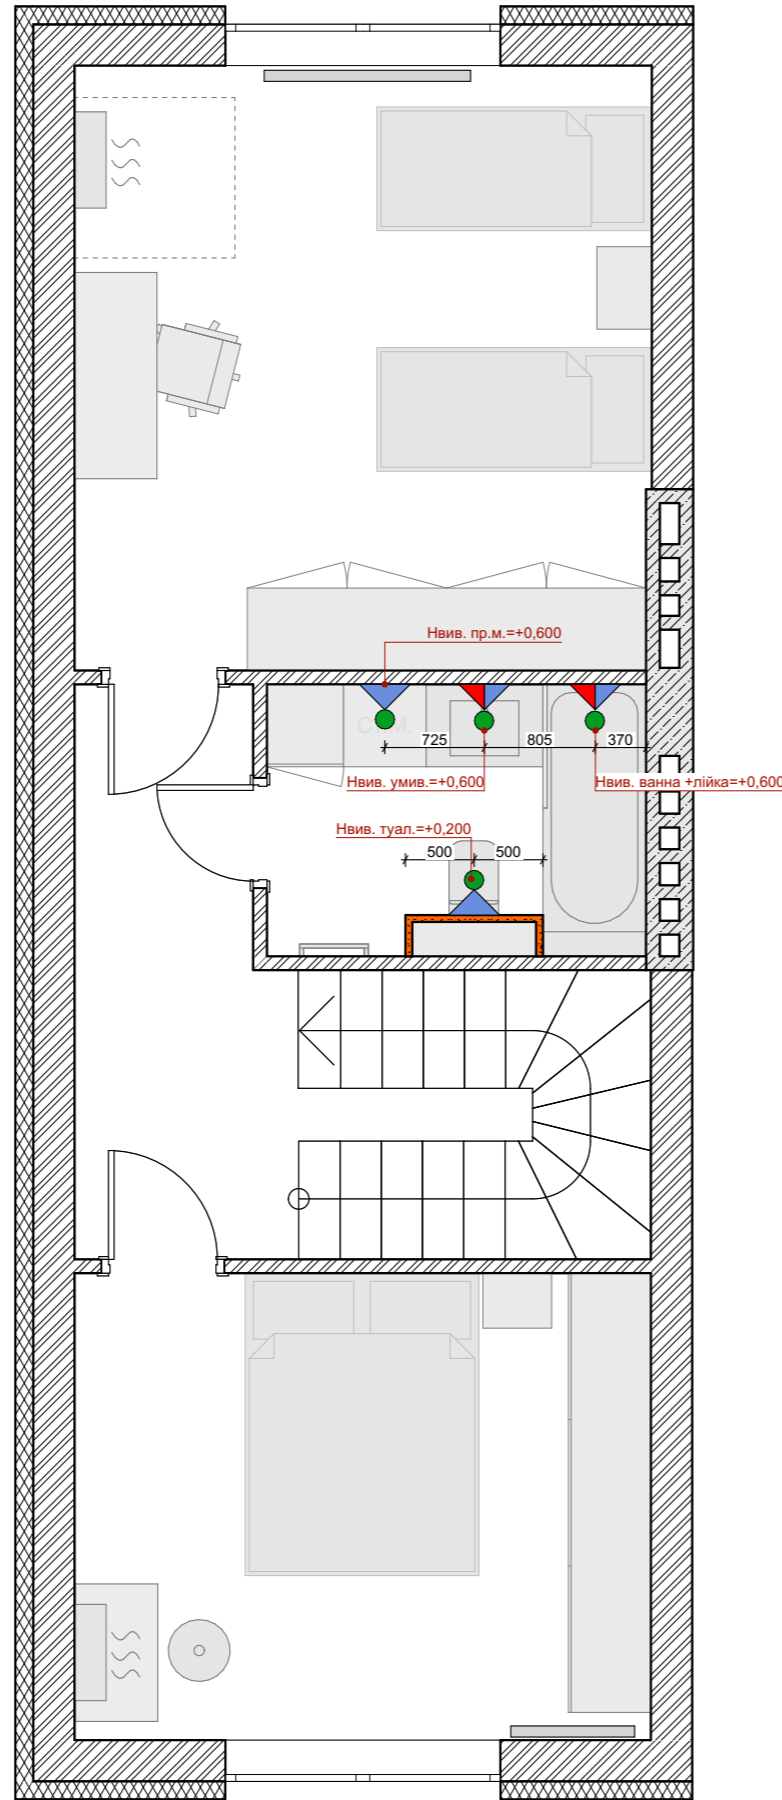 Нвив. пр.м.=+0,600
С.М.
725
805
370
Нвив. умив.=+0,600
Нвив. ванна +лійка=+0,600
Нвив. туал.=+0,200
500
500